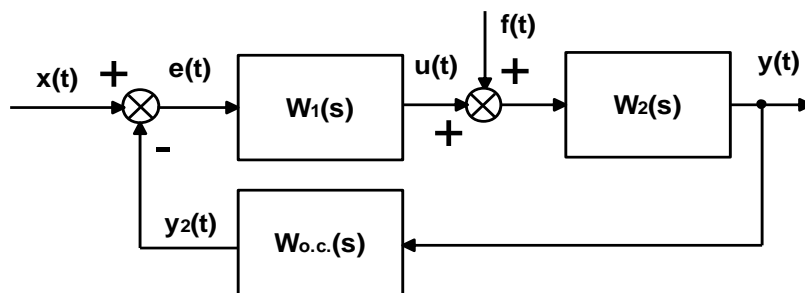 f(t)
x(t) + e(t) u(t) + y(t)
W1(s) W2(s)
+
-
y2(t) Wo.c.(s)